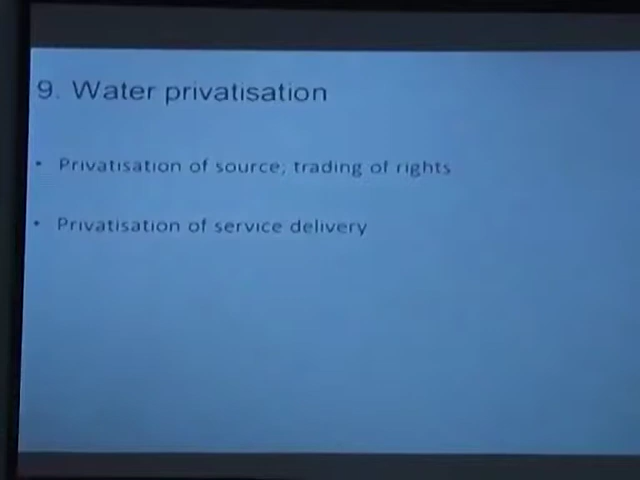 9. Water privatisation
• Privatisation of source; trading of rights
• Privatisation of service delivery